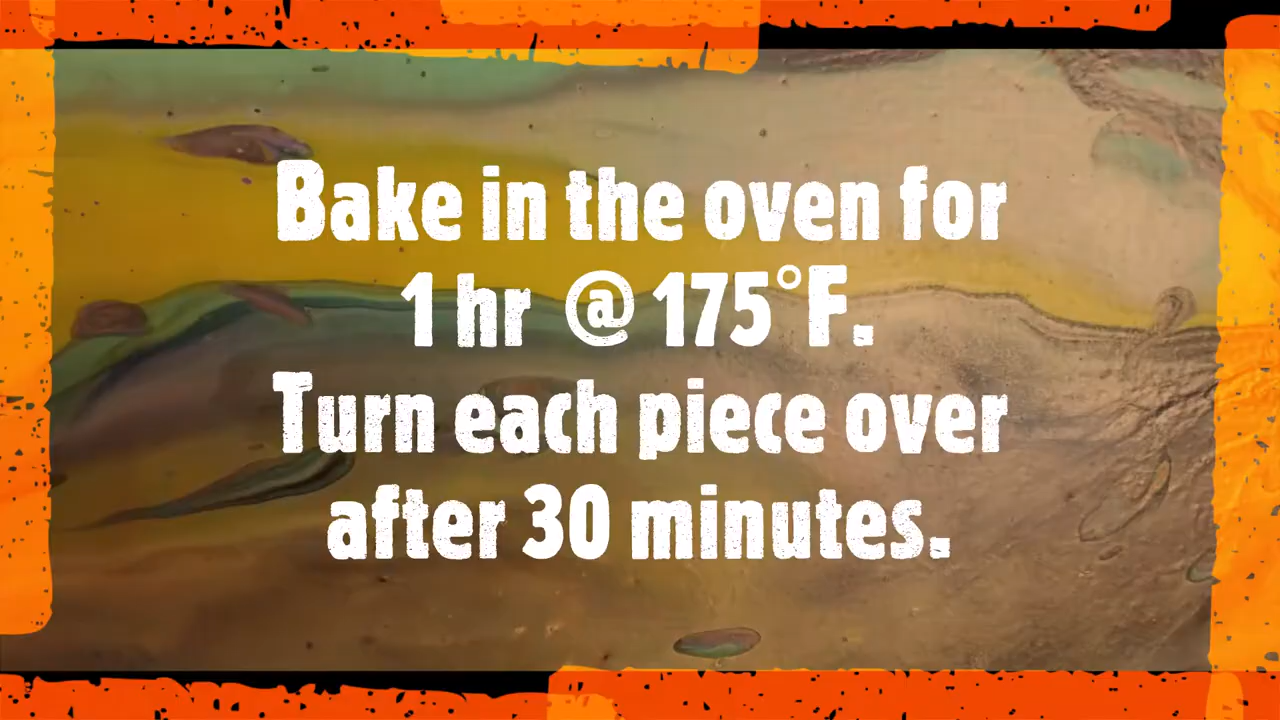 Bake in the oven for
1 hr @ 175°F.
Turn each piece over
after 30 minutes.